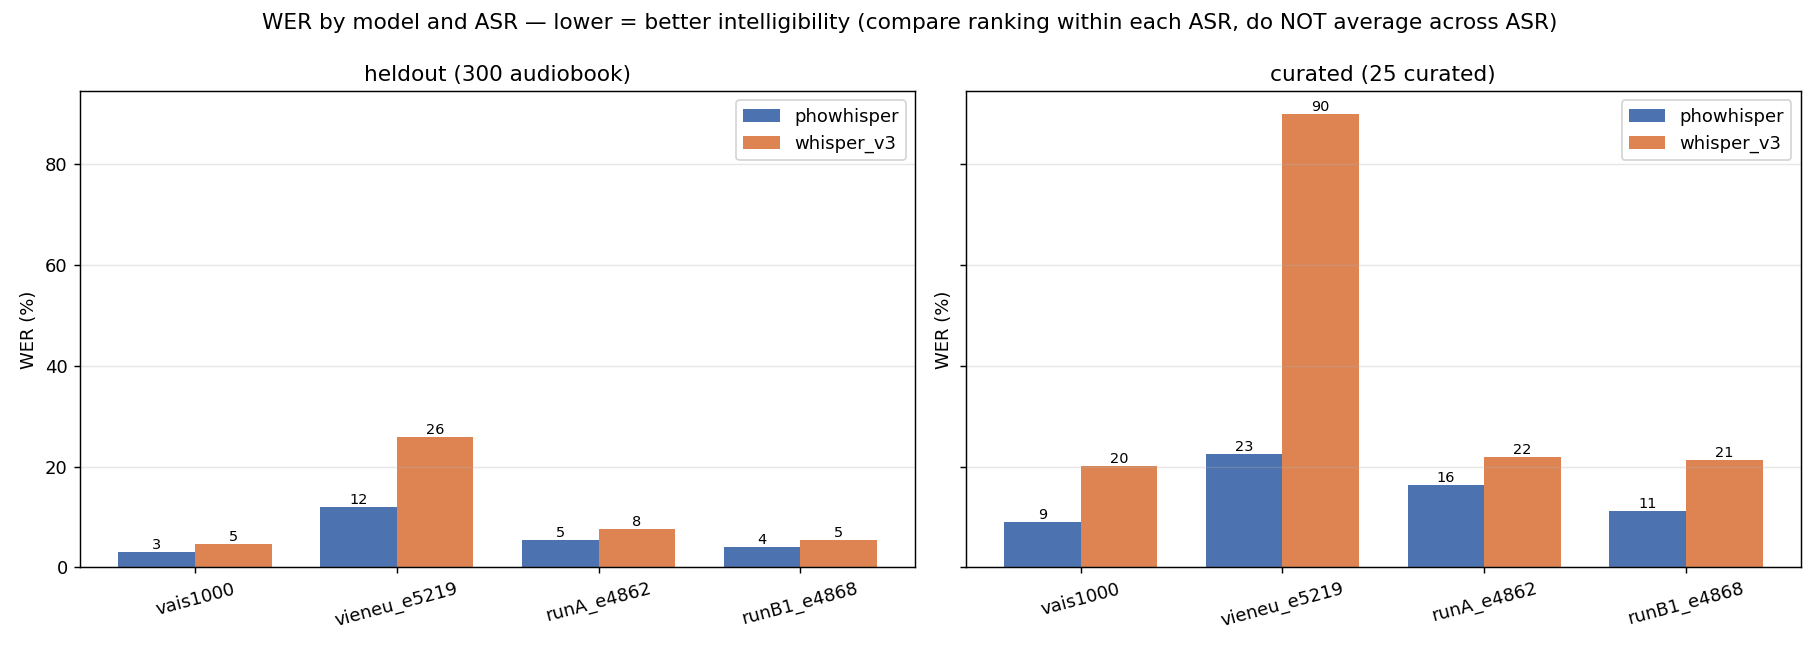 WER by model and ASR — lower = better intelligibility (compare ranking within each ASR, do NOT average across ASR)
heldout (300 audiobook)
phowhisper
whisper_v3
WER (%)
80
60
40
20
0
3
5
12
26
5
8
4
5
vais1000
vieneu_e5219
runA_e4862
runB1_e4868
curated (25 curated)
phowhisper
whisper_v3
WER (%)
9
20
23
90
16
22
11
21
vais1000
vieneu_e5219
runA_e4862
runB1_e4868